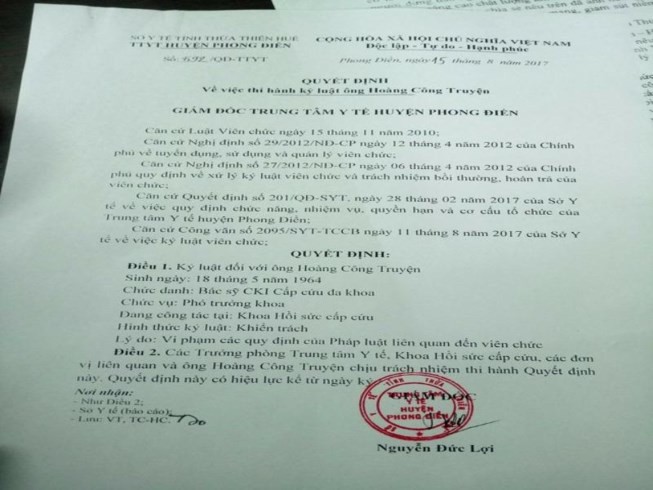 SỞ Y TẾ TỈNH THỪA THIÊN HUẾ
TTYT HUYỆN PHONG ĐIỀN
CỘNG HÒA XÃ HỘI CHỦ NGHĨA VIỆT NAM
Độc lập - Tự do - Hạnh phúc
Số: /QĐ-TTYT
Phong Điền, ngày 15 tháng 8 năm 2017
QUYẾT ĐỊNH
Về việc thi hành kỷ luật ông Hoàng Công Truyện
GIÁM ĐỐC TRUNG TÂM Y TẾ HUYỆN PHONG ĐIỀN
Căn cứ Luật Viên chức ngày 15 tháng 11 năm 2010;
Căn cứ Nghị định số 29/2012/NĐ-CP ngày 12 tháng 4 năm 2012 của Chính
phủ về tuyển dụng, sử dụng và quản lý viên chức;
Căn cứ Nghị định số 27/2012/NĐ-CP ngày 06 tháng 4 năm 2012 của Chính
phủ quy định về xử lý kỷ luật viên chức và trách nhiệm bồi thường, hoàn trả của
viên chức;
Căn cứ Quyết định số 201/QĐ-SYT, ngày 28 tháng 02 năm 2017 của Sở Y
tế về việc quy định chức năng, nhiệm vụ, quyền hạn và cơ cấu tổ chức của
Trung tâm Y tế huyện Phong Điền;
Căn cứ Công văn số 2095/SYT-TCCB ngày 11 tháng 8 năm 2017 của Sở Y
tế về việc kỷ luật viên chức;
QUYẾT ĐỊNH:
Điều 1. Kỷ luật đối với ông Hoàng Công Truyện
Sinh ngày: 18 tháng 5 năm 1964
Chức danh: Bác sỹ CKI Cấp cứu đa khoa
Chức vụ: Phó trưởng khoa
Đang công tác tại: Khoa Hồi sức cấp cứu
Hình thức kỷ luật: Khiển trách
Lý do: Vi phạm các quy định của Pháp luật liên quan đến viên chức
Điều 2. Các Trưởng phòng Trung tâm Y tế, Khoa Hồi sức cấp cứu, các đơn
vị liên quan và ông Hoàng Công Truyện chịu trách nhiệm thi hành Quyết định
này. Quyết định này có hiệu lực kể từ ngày ký.
Nơi nhận:
- Như Điều 2;
- Sở Y tế (báo cáo);
- Lưu: VT, TC-HC.
TRUNG TÂM
Y TẾ
HUYỆN
PHONG ĐIỀN
Nguyễn Đức Lợi